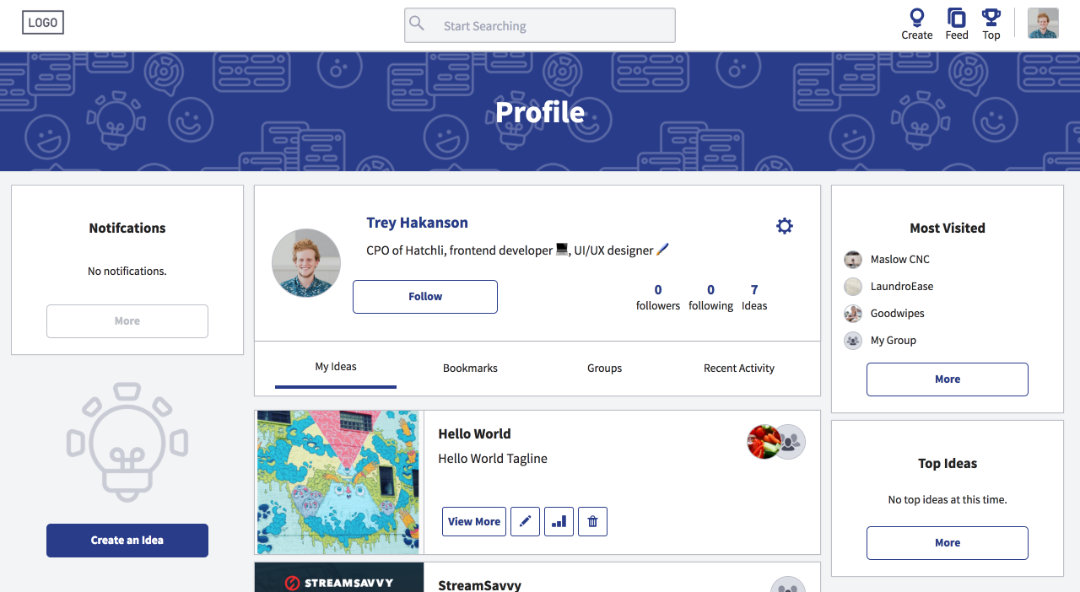 LOGO
Start Searching
Create
Feed
Top
Profile
Notifcations
No notifications.
More
Create an Idea
Trey Hakanson
CPO of Hatchli, frontend developer 💻, UI/UX designer 🖌️
Follow
0
followers
0
following
7
Ideas
My Ideas
Bookmarks
Groups
Recent Activity
Hello World
Hello World Tagline
View More
STREAMSAVVY
StreamSavvy
Most Visited
Maslow CNC
LaundroEase
Goodwipes
My Group
More
Top Ideas
No top ideas at this time.
More